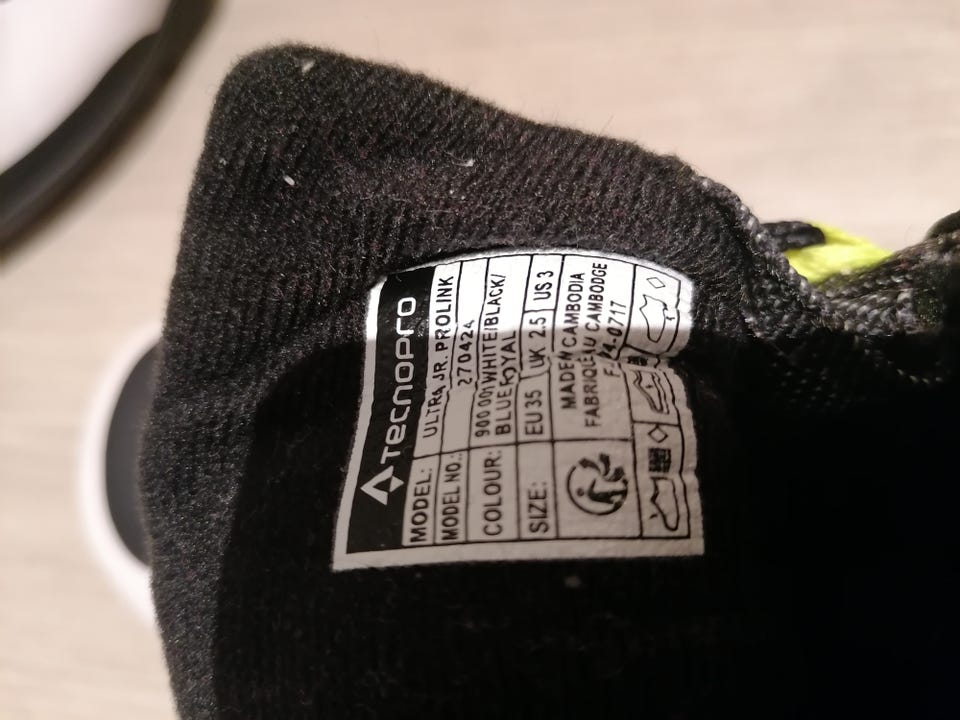 TECNOPRO
MODEL: ULTRA JR. PROLINK
MODEL NO.: 270424
COLOUR: 900 001 WHITE/BLACK/
BLUE ROYAL
SIZE: EU 35 UK 2.5 US 3
MADE IN CAMBODIA
FABRIQUÉ AU CAMBODGE